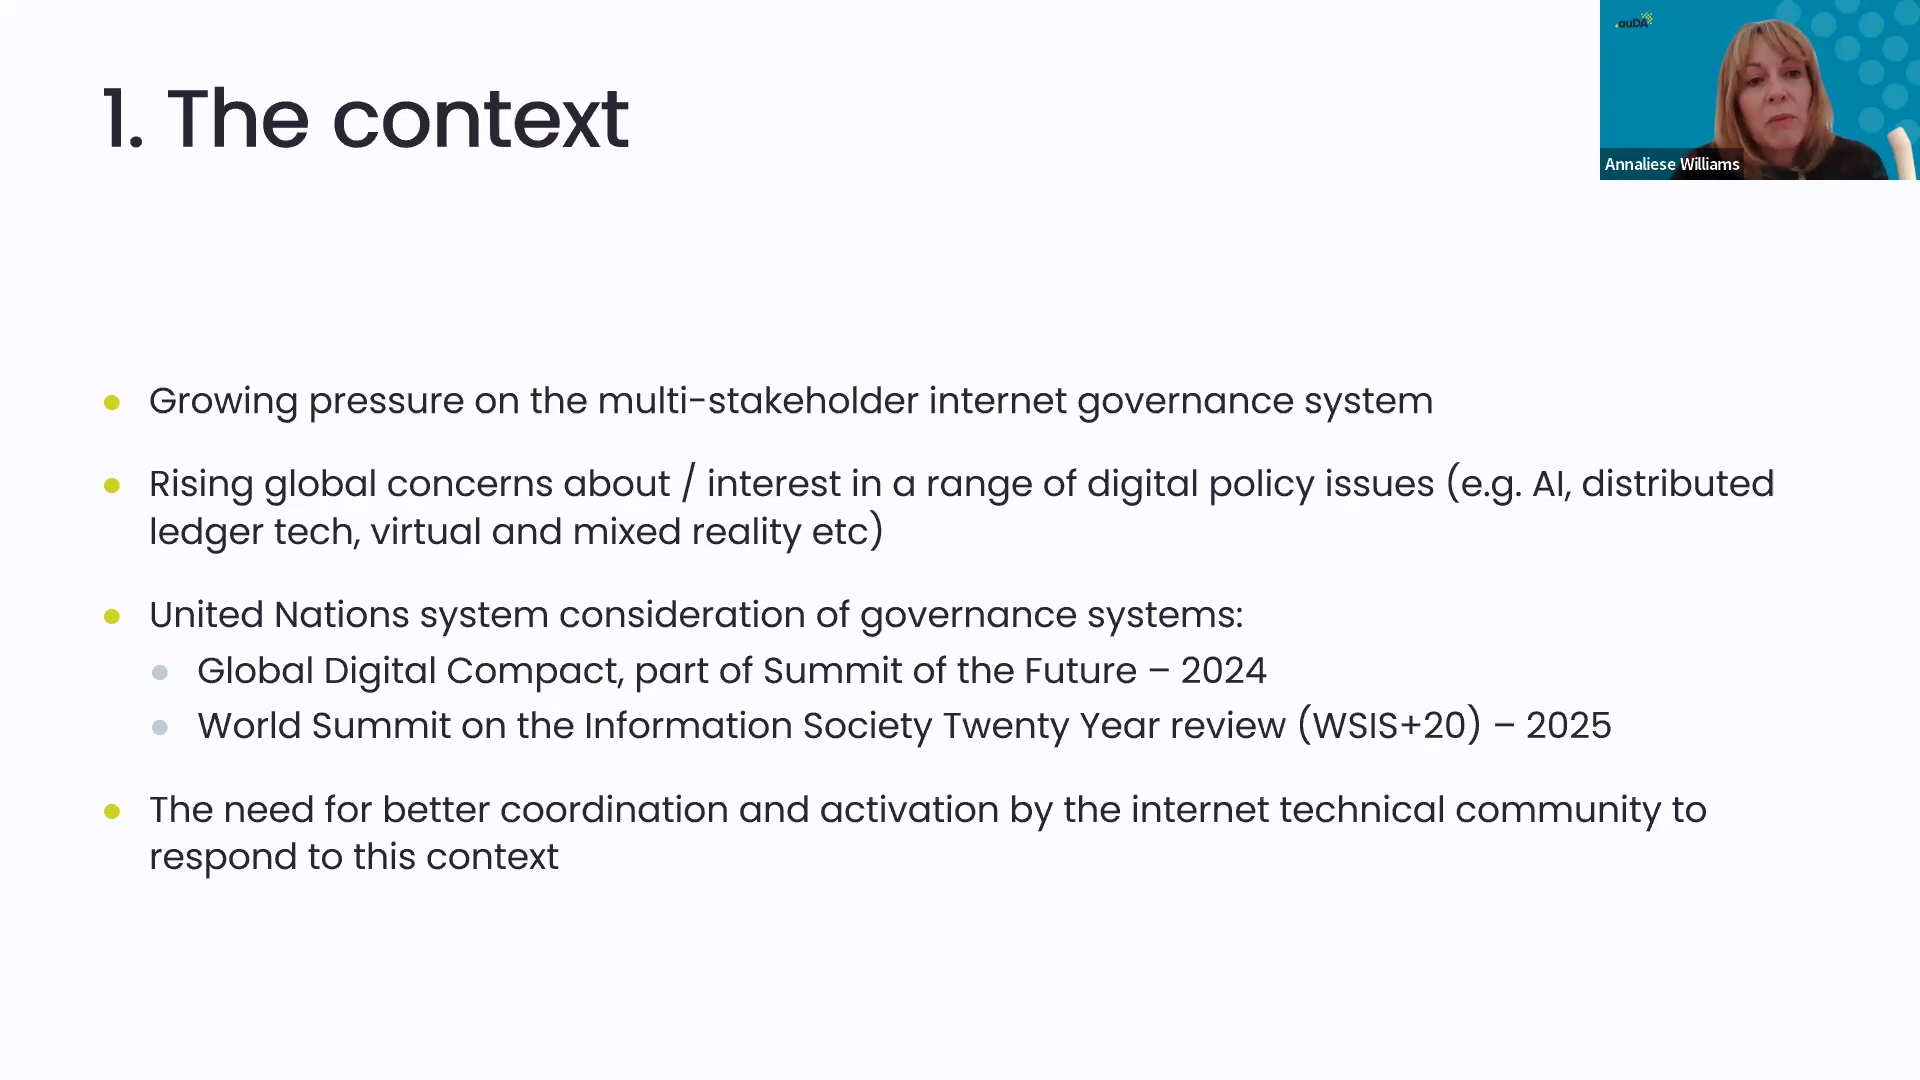 1. The context
.auDA
Annaliese Williams
Growing pressure on the multi-stakeholder internet governance system
Rising global concerns about / interest in a range of digital policy issues (e.g. AI, distributed
ledger tech, virtual and mixed reality etc)
United Nations system consideration of governance systems:
Global Digital Compact, part of Summit of the Future – 2024
World Summit on the Information Society Twenty Year review (WSIS+20) – 2025
The need for better coordination and activation by the internet technical community to
respond to this context